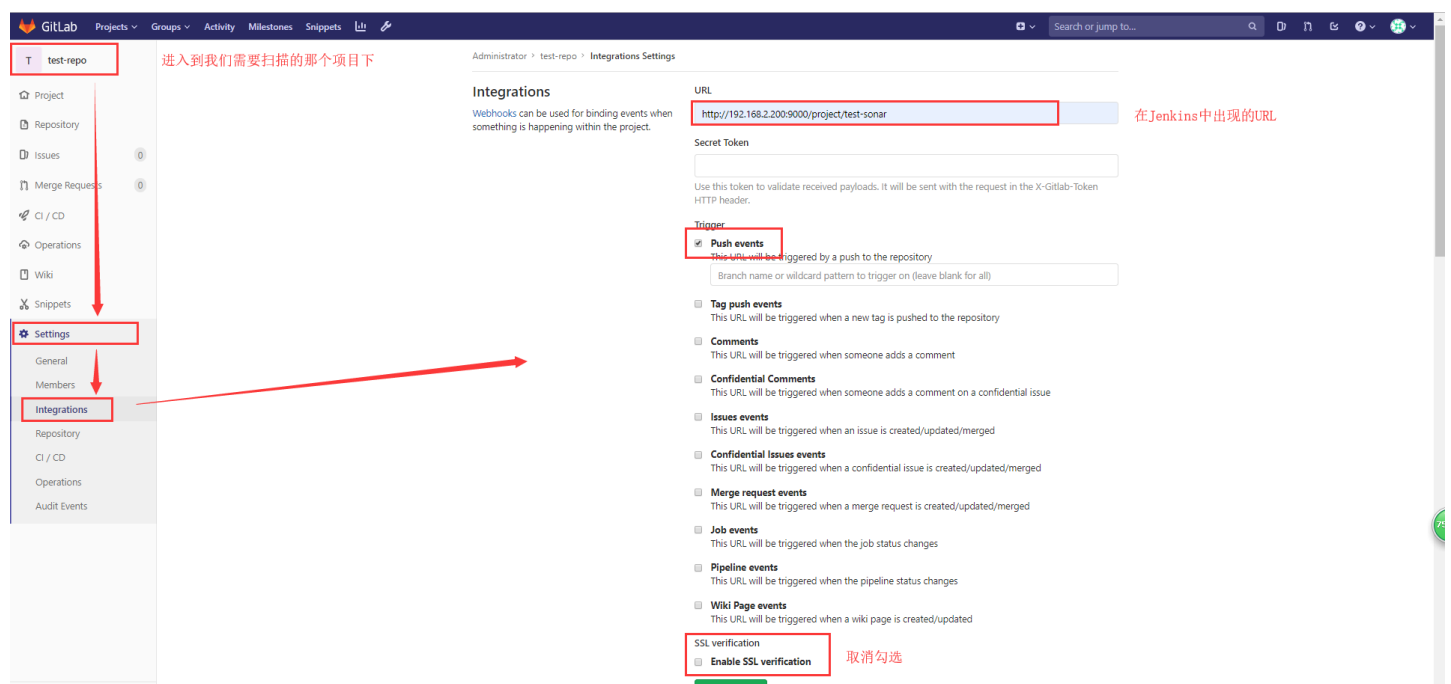 GitLab Projects Groups Activity Milestones Snippets Search or jump to...
T test-repo
进入到我们需要扫描的那个项目下
Project
Repository
Issues 0
Merge Requests 0
CI / CD
Operations
Wiki
Snippets
Settings
General
Members
Integrations
Repository
CI / CD
Operations
Audit Events
Administrator > test-repo > Integrations Settings
Integrations
Webhooks can be used for binding events when
something is happening within the project.
URL
http://192.168.2.200:9000/project/test-sonar
在Jenkins中出现的URL
Secret Token
Use this token to validate received payloads. It will be sent with the request in the X-Gitlab-Token
HTTP header.
Trigger
Push events
This URL will be triggered by a push to the repository
Branch name or wildcard pattern to trigger on (leave blank for all)
Tag push events
This URL will be triggered when a new tag is pushed to the repository
Comments
This URL will be triggered when someone adds a comment
Confidential Comments
This URL will be triggered when someone adds a comment on a confidential issue
Issues events
This URL will be triggered when an issue is created/updated/merged
Confidential Issues events
This URL will be triggered when a confidential issue is created/updated/merged
Merge request events
This URL will be triggered when a merge request is created/updated/merged
Job events
This URL will be triggered when the job status changes
Pipeline events
This URL will be triggered when the pipeline status changes
Wiki Page events
This URL will be triggered when a wiki page is created/updated
SSL verification
Enable SSL verification
取消勾选